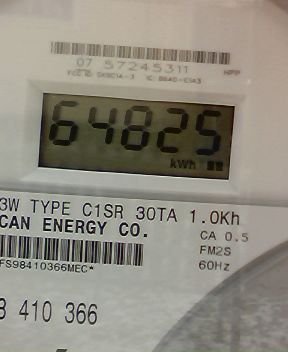 07 57245311
64825
kWh
3W TYPE C1SR 30TA 1.0Kh
CAN ENERGY CO.
CA 0.5
FM2S
60Hz
FS98410366MEC*
3 410 366